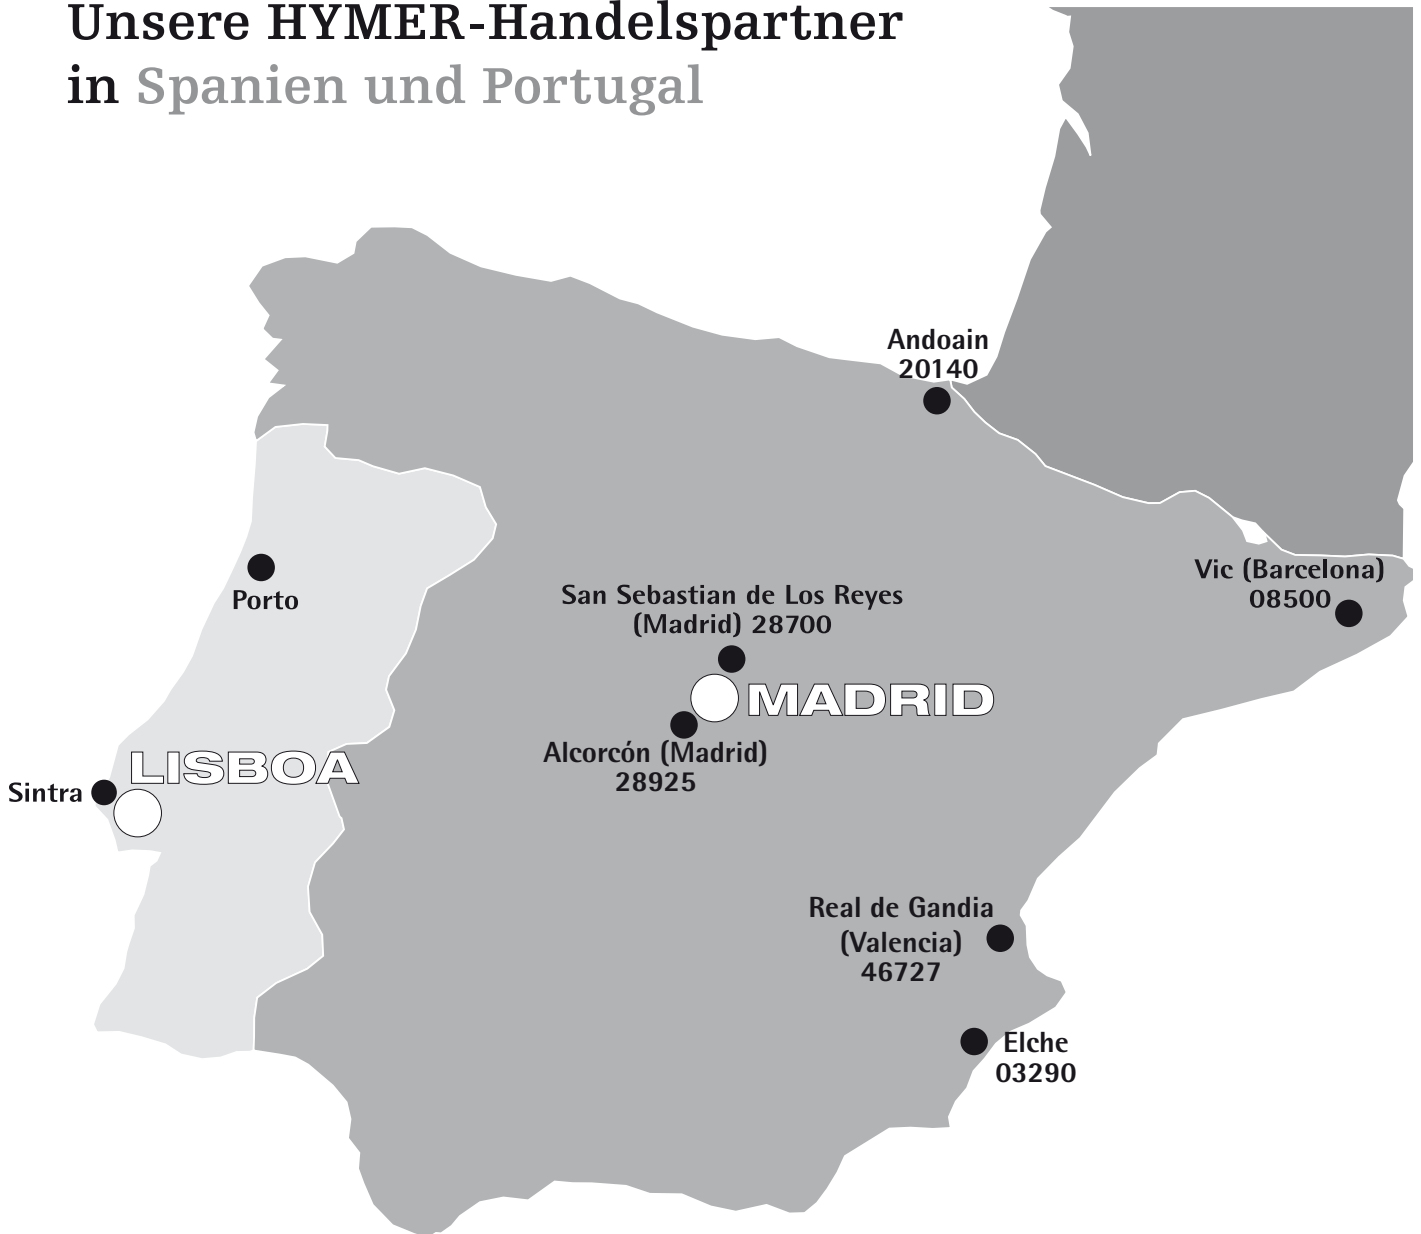 Unsere HYMER-Handelspartner
in Spanien und Portugal
Andoain
20140
Vic (Barcelona)
08500
Porto
San Sebastian de Los Reyes
(Madrid) 28700
MADRID
Alcorcón (Madrid)
28925
LISBOA
Sintra
Real de Gandia
(Valencia)
46727
Elche
03290